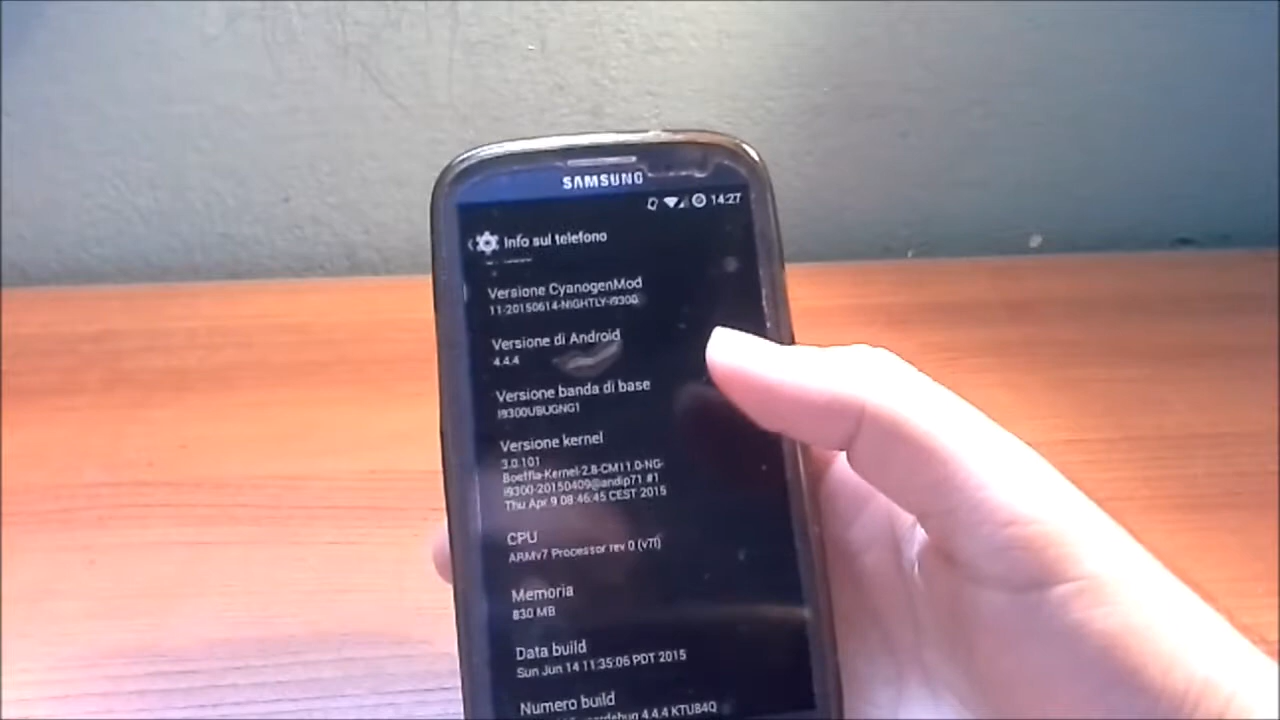 SAMSUNG
14:27
Info sul telefono
Versione CyanogenMod
11-20150614-NIGHTLY-i9300
Versione di Android
4.4.4
Versione banda di base
I9300UBUGNG1
Versione kernel
3.0.101
Boeffla-Kernel-2.8-CM11.0-NG-
i9300-20150409@andip71 #1
Thu Apr 9 08:46:45 CEST 2015
CPU
ARMv7 Processor rev 0 (v7l)
Memoria
830 MB
Data build
Sun Jun 14 11:35:06 PDT 2015
Numero build
4.4.4 KTU84Q